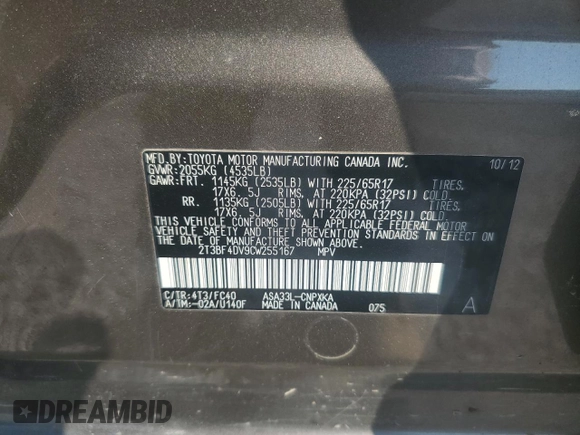 MFD.BY:TOYOTA MOTOR MANUFACTURING CANADA INC. 10/12
GVWR:2055KG (4535LB)
GAWR:FRT. 1145KG (2535LB) WITH 225/65R17 TIRES,
17X6. 5J RIMS, AT 220KPA (32PSI) COLD.
RR. 1135KG (2505LB) WITH 225/65R17 TIRES,
17X6. 5J RIMS, AT 220KPA (32PSI) COLD.
THIS VEHICLE CONFORMS TO ALL APPLICABLE FEDERAL MOTOR
VEHICLE SAFETY AND THEFT PREVENTION STANDARDS IN EFFECT ON
THE DATE OF MANUFACTURE SHOWN ABOVE.
2T3BF4DV9CW255167 MPV
C/TR:4T3/FC40 ASA33L-CNPXKA
A/TM:-02A/U140F MADE IN CANADA 075 A
DREAMBID